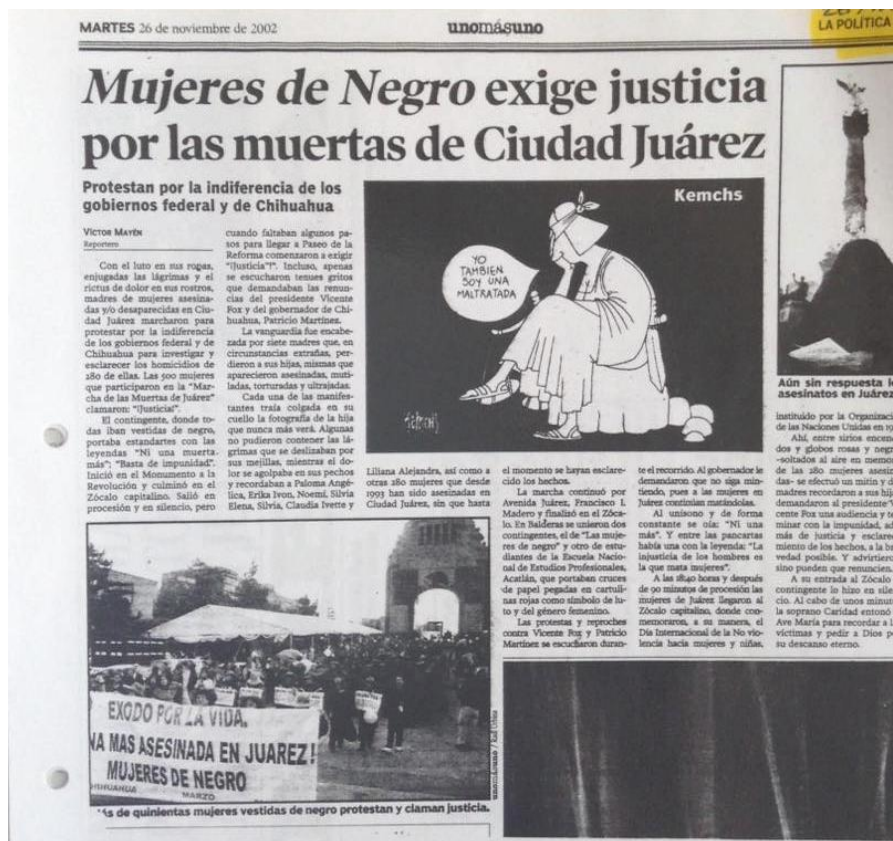 MARTES 26 de noviembre de 2002
unomásuno
LA POLÍTICA
Mujeres de Negro exige justicia
por las muertas de Ciudad Juárez
Protestan por la indiferencia de los
gobiernos federal y de Chihuahua
VÍCTOR MAYÉN
Reportero
Con el luto en sus ropas,
enjugadas las lágrimas y el
rictus de dolor en sus rostros,
madres de mujeres asesina-
das y/o desaparecidas en Ciu-
dad Juárez marcharon para
protestar por la indiferencia
de los gobiernos federal y de
Chihuahua para investigar y
esclarecer los homicidios de
280 de ellas. Las 500 mujeres
que participaron en la "Mar-
cha de las Muertas de Juárez"
clamaron: "¡Justicia!".
El contingente, donde to-
das iban vestidas de negro,
portaba estandartes con las
leyendas "Ni una muerta
más"; "Basta de impunidad".
Inició en el Monumento a la
Revolución y culminó en el
Zócalo capitalino. Salió en
procesión y en silencio, pero
cuando faltaban algunos pa-
sos para llegar a Paseo de la
Reforma comenzaron a exigir
"¡Justicia"!". Incluso, apenas
se escucharon tenues gritos
que demandaban las renun-
cias del presidente Vicente
Fox y del gobernador de Chi-
huahua, Patricio Martínez.
La vanguardia fue encabe-
zada por siete madres que, en
circunstancias extrañas, per-
dieron a sus hijas, mismas que
aparecieron asesinadas, muti-
ladas, torturadas y ultrajadas.
Cada una de las manifes-
tantes traía colgada en su
cuello la fotografía de la hija
que nunca más verá. Algunas
no pudieron contener las lá-
grimas que se deslizaban por
sus mejillas, mientras el do-
lor se agolpaba en sus pechos
y recordaban a Paloma Angé-
lica, Erika Ivon, Noemí, Silvia
Elena, Silvia, Claudia Ivette y
Kemchs
YO
TAMBIEN
SOY UNA
MALTRATADA
KEMCHS
Liliana Alejandra, así como a
otras 280 mujeres que desde
1993 han sido asesinadas en
Ciudad Juárez, sin que hasta
el momento se hayan esclare-
cido los hechos.
La marcha continuó por
Avenida Juárez, Francisco I.
Madero y finalizó en el Zóca-
lo. En Balderas se unieron dos
contingentes, el de "Las muje-
res de negro" y otro de estu-
diantes de la Escuela Nacio-
nal de Estudios Profesionales,
Acatlán, que portaban cruces
de papel pegadas en cartuli-
nas rojas como símbolo de lu-
to y del género femenino.
Las protestas y reproches
contra Vicente Fox y Patricio
Martínez se escucharon duran-
te el recorrido. Al gobernador le
demandaron que no siga min-
tiendo, pues a las mujeres en
Juárez continúan matándolas.
Al unísono y de forma
constante se oía: "Ni una
más". Y entre las pancartas
había una con la leyenda: "La
injusticia de los hombres es
la que mata mujeres".
A las 18:40 horas y después
de 90 minutos de procesión las
mujeres de Juárez llegaron al
Zócalo capitalino, donde con-
memoraron, a su manera, el
Día Internacional de la No vio-
lencia hacia mujeres y niñas,
Aún sin respuesta l
asesinatos en Juárez
instituido por la Organizac
de las Naciones Unidas en 19
Ahí, entre sirios encen
dos y globos rosas y negr
-soltados al aire en memor
de las 280 mujeres asesi
das- se efectuó un mitin y d
madres recordaron a sus hij
demandaron al presidente V
cente Fox una audiencia y te
minar con la impunidad, ad
más de justicia y esclare
miento de los hechos, a la br
vedad posible. Y advirtiero
sino pueden que renuncien.
A su entrada al Zócalo
contingente lo hizo en sile
cio. Al cabo de unos minut
la soprano Caridad entonó
Ave María para recordar a l
víctimas y pedir a Dios p
su descanso eterno.
EXODO POR LA VIDA.
NA MAS ASESINADA EN JUAREZ!
MUJERES DE NEGRO
CHIHUAHUA MARZO
unomásuno / Raúl Urbina
ás de quinientas mujeres vestidas de negro protestan y claman justicia.